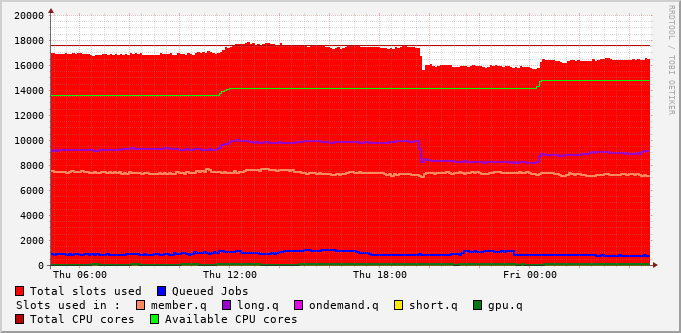 20000
18000
16000
14000
12000
10000
8000
6000
4000
2000
0
Thu 06:00 Thu 12:00 Thu 18:00 Fri 00:00
RRDTOOL / TOBI OETIKER
Total slots used Queued Jobs
Slots used in : member.q long.q ondemand.q short.q gpu.q
Total CPU cores Available CPU cores